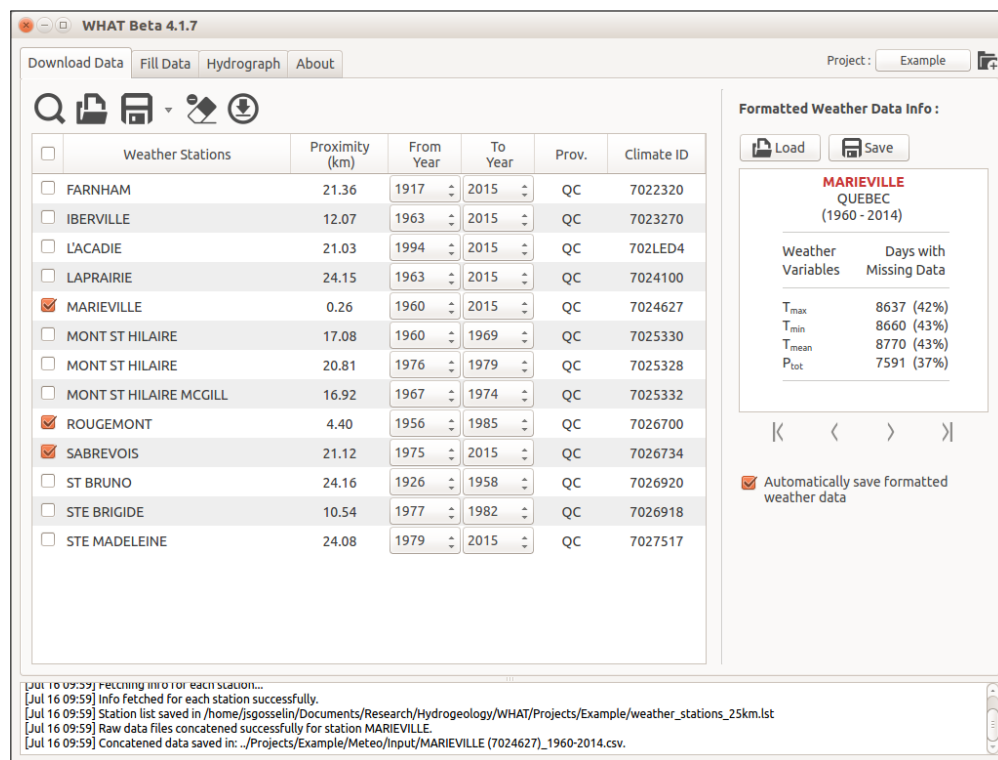 WHAT Beta 4.1.7
Download Data Fill Data Hydrograph About Project : Example
Formatted Weather Data Info :
Load Save
Weather Stations Proximity (km) From Year To Year Prov. Climate ID
FARNHAM 21.36 1917 2015 QC 7022320
IBERVILLE 12.07 1963 2015 QC 7023270
L'ACADIE 21.03 1994 2015 QC 702LED4
LAPRAIRIE 24.15 1963 2015 QC 7024100
MARIEVILLE 0.26 1960 2015 QC 7024627
MONT ST HILAIRE 17.08 1960 1969 QC 7025330
MONT ST HILAIRE 20.81 1976 1979 QC 7025328
MONT ST HILAIRE MCGILL 16.92 1967 1974 QC 7025332
ROUGEMONT 4.40 1956 1985 QC 7026700
SABREVOIS 21.12 1975 2015 QC 7026734
ST BRUNO 24.16 1926 1958 QC 7026920
STE BRIGIDE 10.54 1977 1982 QC 7026918
STE MADELEINE 24.08 1979 2015 QC 7027517
MARIEVILLE
QUEBEC
(1960 - 2014)
Weather Variables Days with Missing Data
Tmax 8637 (42%)
Tmin 8660 (43%)
Tmean 8770 (43%)
Ptot 7591 (37%)
Automatically save formatted
weather data
[Jul 16 09:59] Fetching info for each station...
[Jul 16 09:59] Info fetched for each station successfully.
[Jul 16 09:59] Station list saved in /home/jsgosselin/Documents/Research/Hydrogeology/WHAT/Projects/Example/weather_stations_25km.lst
[Jul 16 09:59] Raw data files concatened successfully for station MARIEVILLE.
[Jul 16 09:59] Concatened data saved in: ../Projects/Example/Meteo/Input/MARIEVILLE (7024627)_1960-2014.csv.